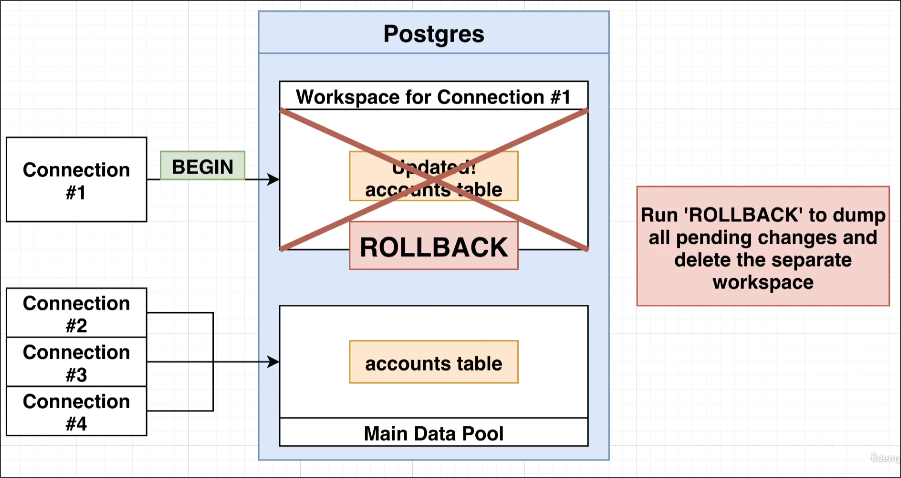 Postgres
Workspace for Connection #1
Connection
#1
BEGIN
Updated!
accounts table
ROLLBACK
Run 'ROLLBACK' to dump
all pending changes and
delete the separate
workspace
Connection
#2
Connection
#3
Connection
#4
accounts table
Main Data Pool
ûdemy